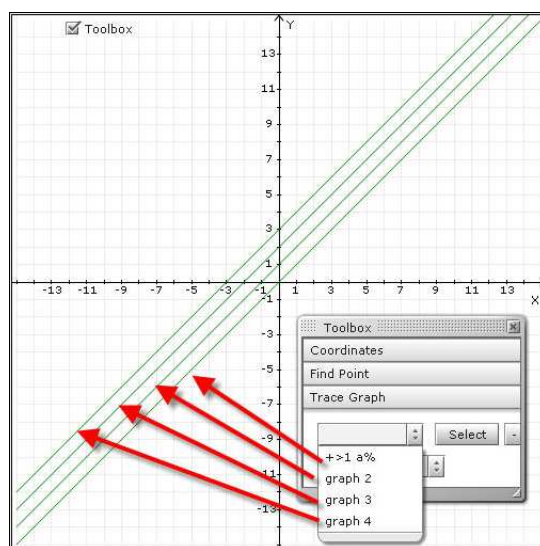 Toolbox
Y
13
11
9
7
5
3
-13 -11 -9 -7 -5 -3 -1 1 3 5 7 9 11 13
X
-1
-3
-5
-7
-9
-11
-13
Toolbox
Coordinates
Find Point
Trace Graph
Select -
+>1 a%
graph 2
graph 3
graph 4